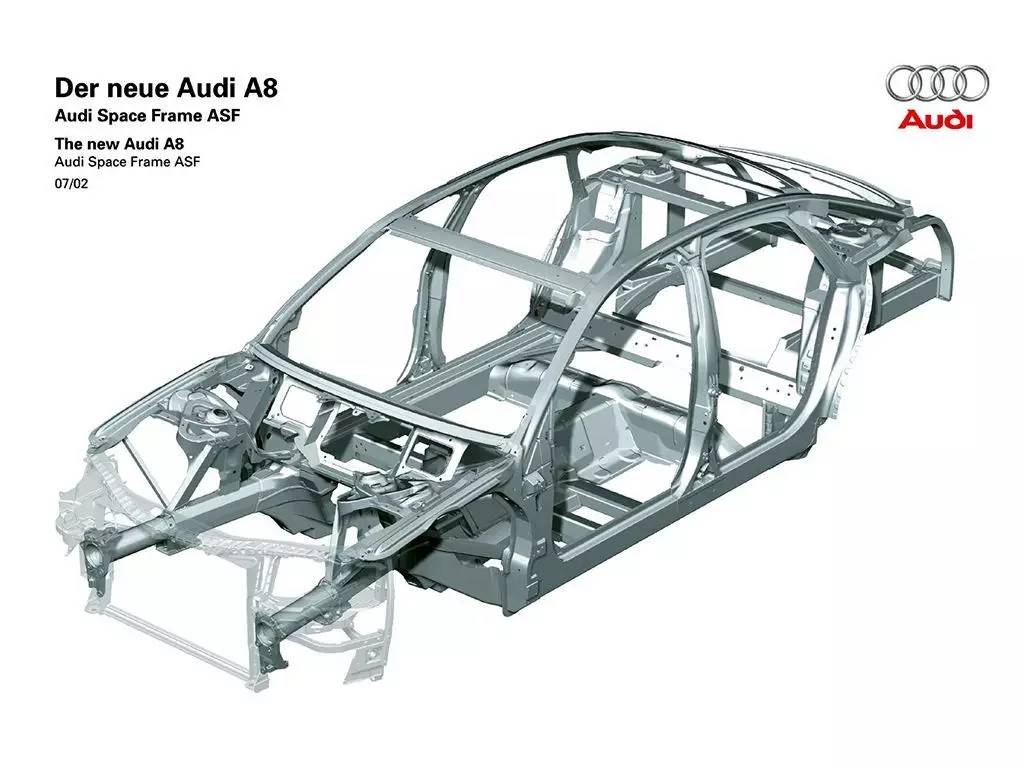 Der neue Audi A8
Audi Space Frame ASF
The new Audi A8
Audi Space Frame ASF
07/02
Audi